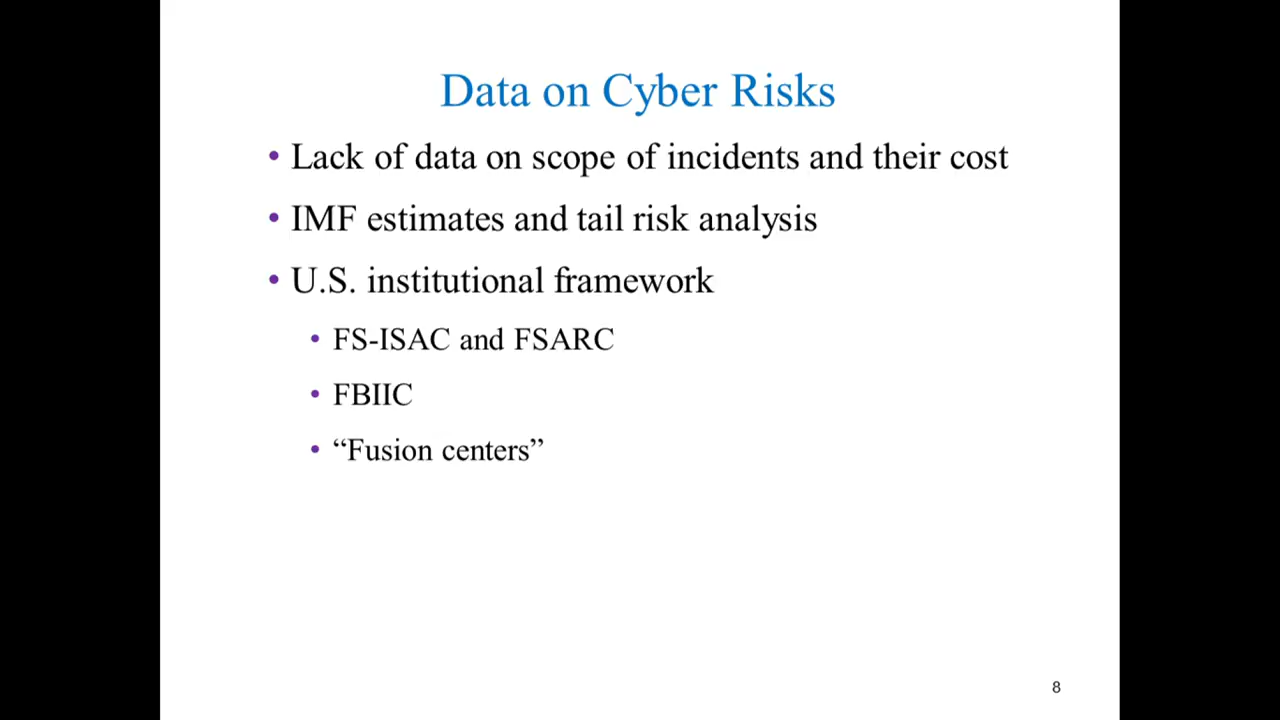 Data on Cyber Risks
• Lack of data on scope of incidents and their cost
• IMF estimates and tail risk analysis
• U.S. institutional framework
• FS-ISAC and FSARC
• FBIIC
• “Fusion centers”
8